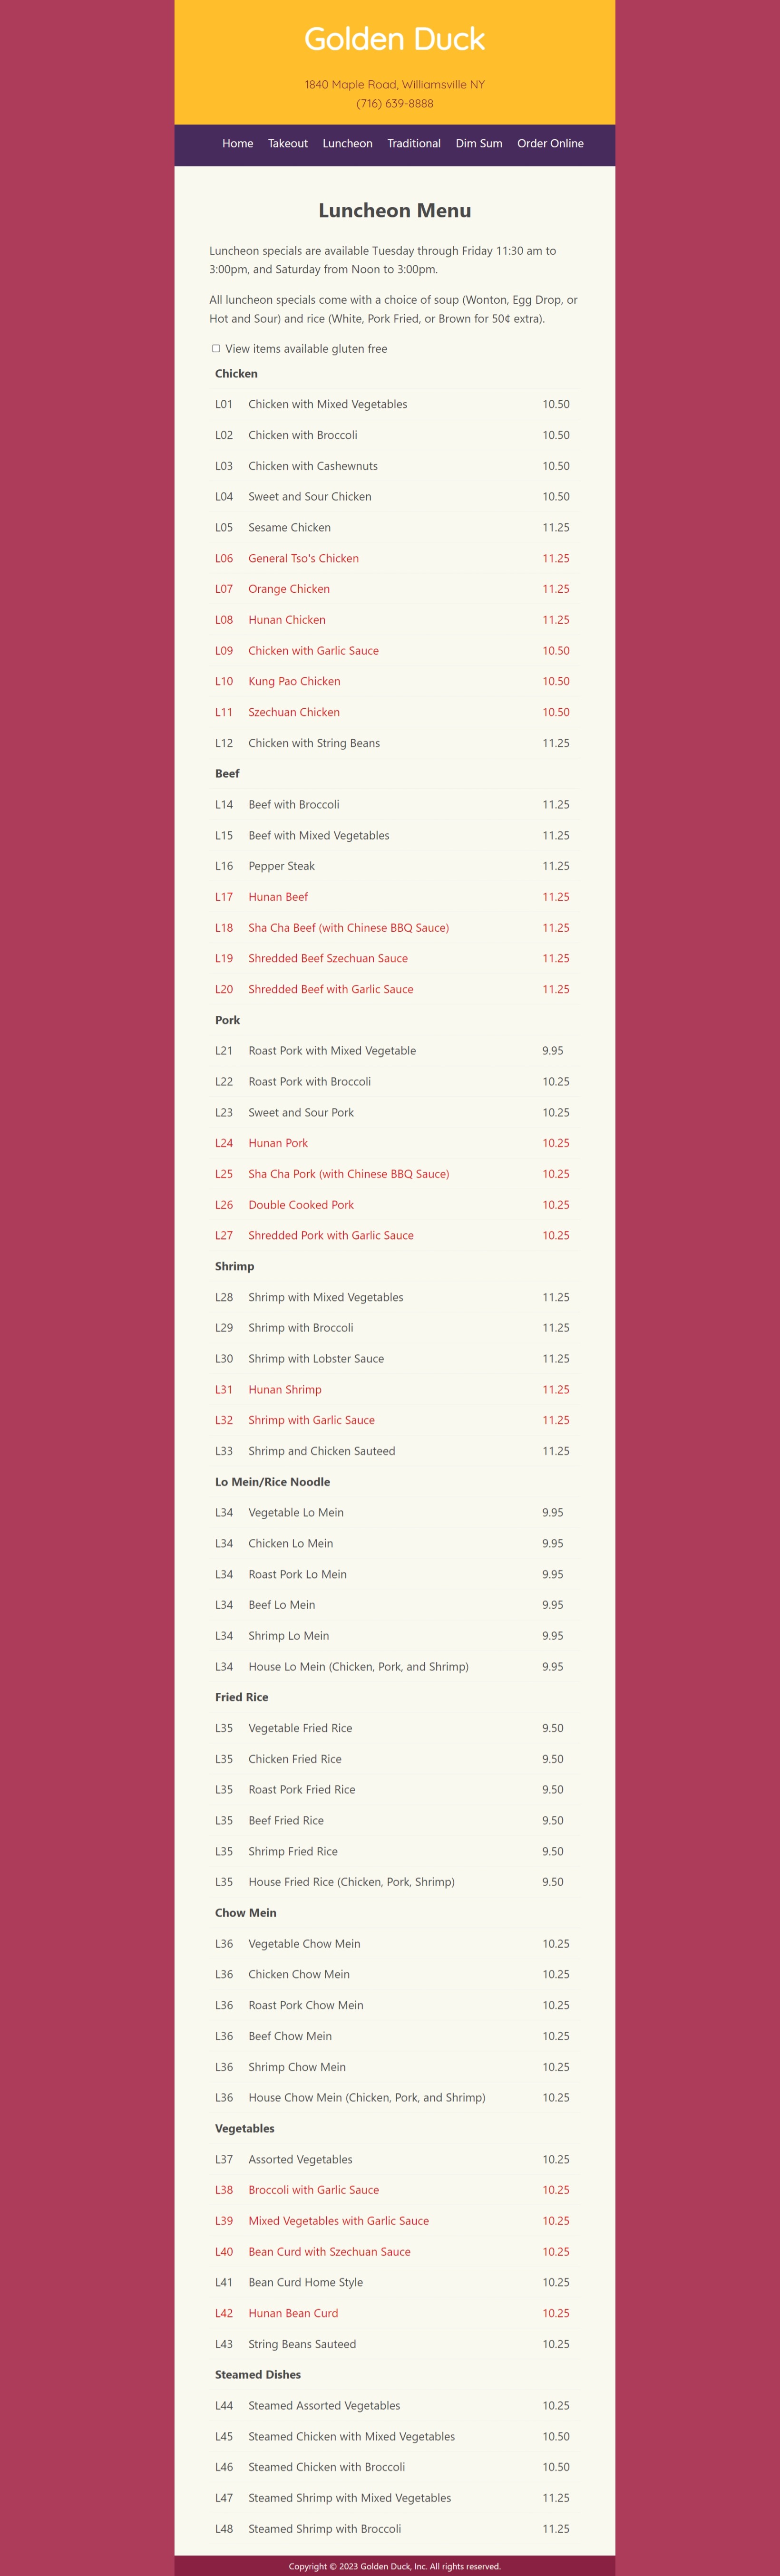 Golden Duck
1840 Maple Road, Williamsville NY
(716) 639-8888
Home Takeout Luncheon Traditional Dim Sum Order Online
Luncheon Menu
Luncheon specials are available Tuesday through Friday 11:30 am to
3:00pm, and Saturday from Noon to 3:00pm.
All luncheon specials come with a choice of soup (Wonton, Egg Drop, or
Hot and Sour) and rice (White, Pork Fried, or Brown for 50¢ extra).
View items available gluten free
Chicken
L01 Chicken with Mixed Vegetables 10.50
L02 Chicken with Broccoli 10.50
L03 Chicken with Cashewnuts 10.50
L04 Sweet and Sour Chicken 10.50
L05 Sesame Chicken 11.25
L06 General Tso's Chicken 11.25
L07 Orange Chicken 11.25
L08 Hunan Chicken 11.25
L09 Chicken with Garlic Sauce 10.50
L10 Kung Pao Chicken 10.50
L11 Szechuan Chicken 10.50
L12 Chicken with String Beans 11.25
Beef
L14 Beef with Broccoli 11.25
L15 Beef with Mixed Vegetables 11.25
L16 Pepper Steak 11.25
L17 Hunan Beef 11.25
L18 Sha Cha Beef (with Chinese BBQ Sauce) 11.25
L19 Shredded Beef Szechuan Sauce 11.25
L20 Shredded Beef with Garlic Sauce 11.25
Pork
L21 Roast Pork with Mixed Vegetable 9.95
L22 Roast Pork with Broccoli 10.25
L23 Sweet and Sour Pork 10.25
L24 Hunan Pork 10.25
L25 Sha Cha Pork (with Chinese BBQ Sauce) 10.25
L26 Double Cooked Pork 10.25
L27 Shredded Pork with Garlic Sauce 10.25
Shrimp
L28 Shrimp with Mixed Vegetables 11.25
L29 Shrimp with Broccoli 11.25
L30 Shrimp with Lobster Sauce 11.25
L31 Hunan Shrimp 11.25
L32 Shrimp with Garlic Sauce 11.25
L33 Shrimp and Chicken Sauteed 11.25
Lo Mein/Rice Noodle
L34 Vegetable Lo Mein 9.95
L34 Chicken Lo Mein 9.95
L34 Roast Pork Lo Mein 9.95
L34 Beef Lo Mein 9.95
L34 Shrimp Lo Mein 9.95
L34 House Lo Mein (Chicken, Pork, and Shrimp) 9.95
Fried Rice
L35 Vegetable Fried Rice 9.50
L35 Chicken Fried Rice 9.50
L35 Roast Pork Fried Rice 9.50
L35 Beef Fried Rice 9.50
L35 Shrimp Fried Rice 9.50
L35 House Fried Rice (Chicken, Pork, Shrimp) 9.50
Chow Mein
L36 Vegetable Chow Mein 10.25
L36 Chicken Chow Mein 10.25
L36 Roast Pork Chow Mein 10.25
L36 Beef Chow Mein 10.25
L36 Shrimp Chow Mein 10.25
L36 House Chow Mein (Chicken, Pork, and Shrimp) 10.25
Vegetables
L37 Assorted Vegetables 10.25
L38 Broccoli with Garlic Sauce 10.25
L39 Mixed Vegetables with Garlic Sauce 10.25
L40 Bean Curd with Szechuan Sauce 10.25
L41 Bean Curd Home Style 10.25
L42 Hunan Bean Curd 10.25
L43 String Beans Sauteed 10.25
Steamed Dishes
L44 Steamed Assorted Vegetables 10.25
L45 Steamed Chicken with Mixed Vegetables 10.50
L46 Steamed Chicken with Broccoli 10.50
L47 Steamed Shrimp with Mixed Vegetables 11.25
L48 Steamed Shrimp with Broccoli 11.25
Copyright © 2023 Golden Duck, Inc. All rights reserved.